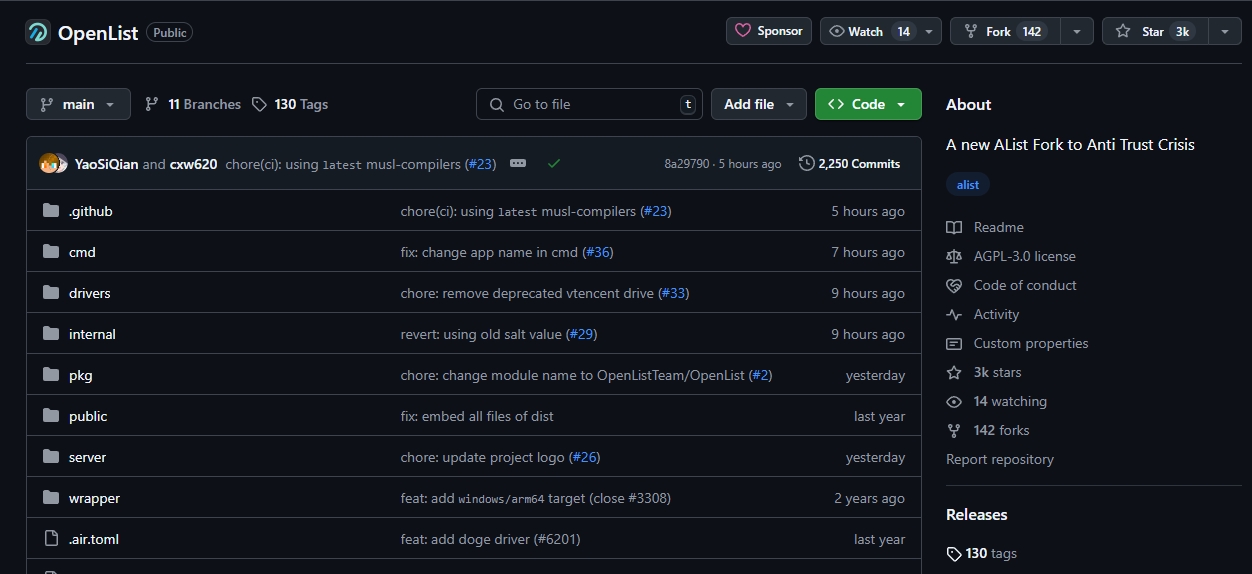 OpenList Public Sponsor Watch 14 Fork 142 Star 3k
main 11 Branches 130 Tags Go to file t Add file Code
YaoSiQian and cxw620 chore(ci): using latest musl-compilers (#23) 8a29790 · 5 hours ago 2,250 Commits
.github chore(ci): using latest musl-compilers (#23) 5 hours ago
cmd fix: change app name in cmd (#36) 7 hours ago
drivers chore: remove deprecated vtencent drive (#33) 9 hours ago
internal revert: using old salt value (#29) 9 hours ago
pkg chore: change module name to OpenListTeam/OpenList (#2) yesterday
public fix: embed all files of dist last year
server chore: update project logo (#26) yesterday
wrapper feat: add windows/arm64 target (close #3308) 2 years ago
.air.toml feat: add doge driver (#6201) last year
About
A new AList Fork to Anti Trust Crisis
alist
Readme
AGPL-3.0 license
Code of conduct
Activity
Custom properties
3k stars
14 watching
142 forks
Report repository
Releases
130 tags